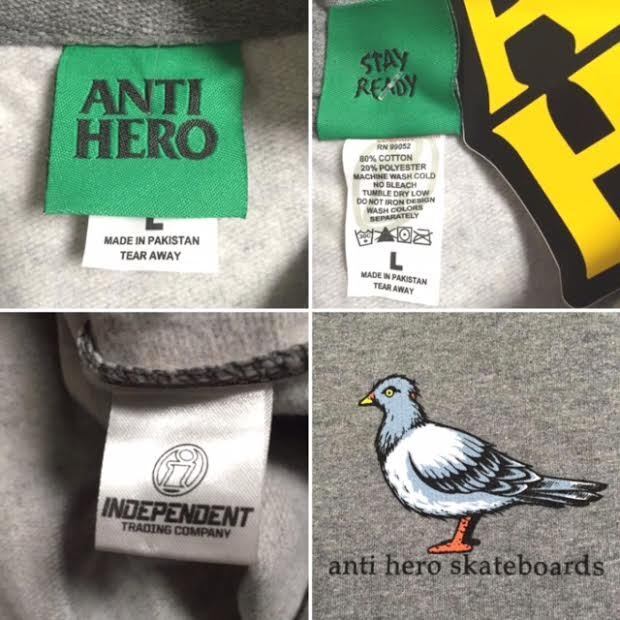 ANTI
HERO
L
MADE IN PAKISTAN
TEAR AWAY
STAY
READY
RN 99052
80% COTTON
20% POLYESTER
MACHINE WASH COLD
NO BLEACH
TUMBLE DRY LOW
DO NOT IRON DESIGN
WASH COLORS
SEPARATELY
L
MADE IN PAKISTAN
TEAR AWAY
INDEPENDENT
TRADING COMPANY
anti hero skateboards